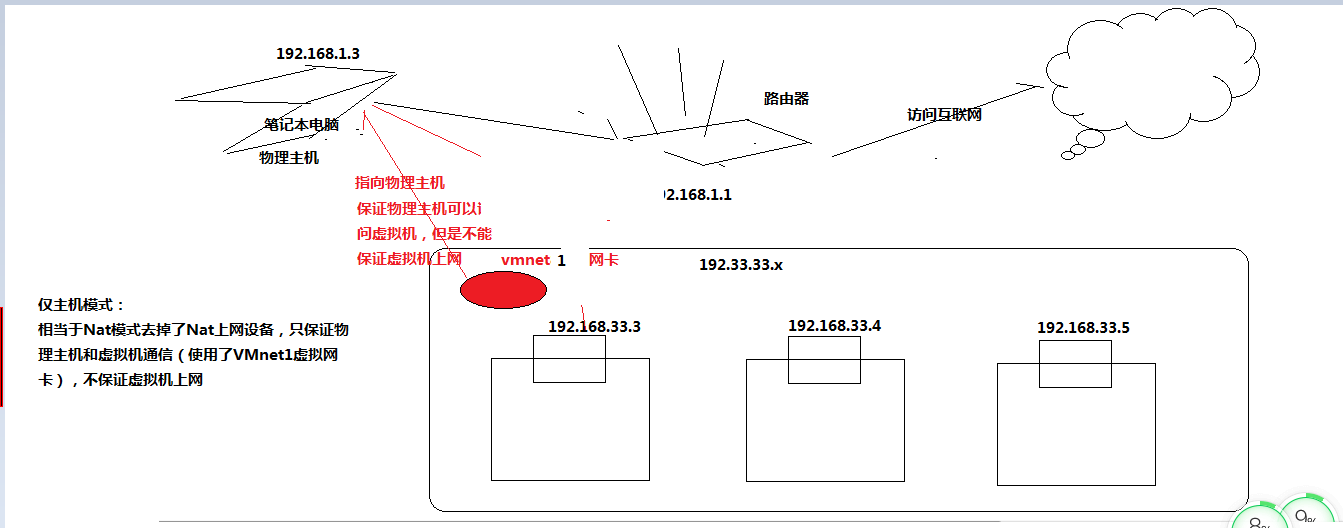 192.168.1.3
路由器
访问互联网
笔记本电脑
物理主机
指向物理主机
保证物理主机可以
问虚拟机，但是不能
保证虚拟机上网
2.168.1.1
vmnet 1 网卡
192.33.33.x
仅主机模式：
相当于Nat模式去掉了Nat上网设备，只保证物
理主机和虚拟机通信（使用了VMnet1虚拟网
卡），不保证虚拟机上网
192.168.33.3
192.168.33.4
192.168.33.5